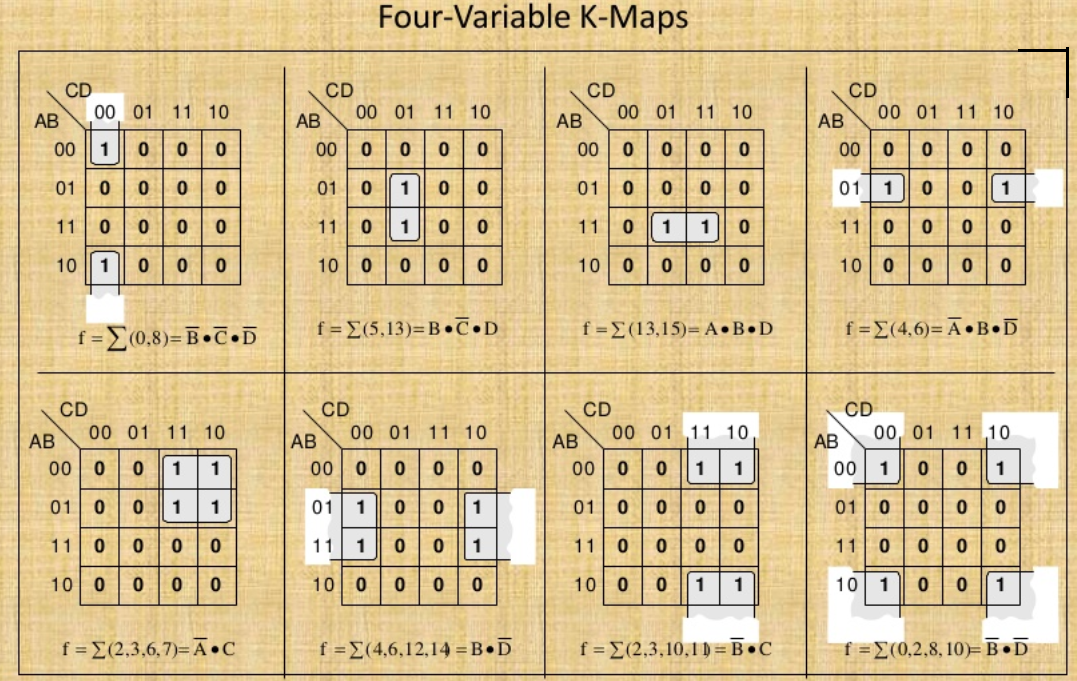 Four-Variable K-Maps
CD
AB
00 01 11 10
00 1 0 0 0
01 0 0 0 0
11 0 0 0 0
10 1 0 0 0
f = ∑(0,8)= B̅ • C̅ • D̅
CD
AB
00 01 11 10
00 0 0 0 0
01 0 1 0 0
11 0 1 0 0
10 0 0 0 0
f = ∑(5,13)= B • C̅ • D
CD
AB
00 01 11 10
00 0 0 0 0
01 0 0 0 0
11 0 1 1 0
10 0 0 0 0
f = ∑(13,15)= A • B • D
CD
AB
00 01 11 10
00 0 0 0 0
01 1 0 0 1
11 0 0 0 0
10 0 0 0 0
f = ∑(4,6)= A̅ • B • D̅
CD
AB
00 01 11 10
00 0 0 1 1
01 0 0 1 1
11 0 0 0 0
10 0 0 0 0
f = ∑(2,3,6,7)= A̅ • C
CD
AB
00 01 11 10
00 0 0 0 0
01 1 0 0 1
11 1 0 0 1
10 0 0 0 0
f = ∑(4,6,12,14)= B • D̅
CD
AB
00 01 11 10
00 0 0 1 1
01 0 0 0 0
11 0 0 0 0
10 0 0 1 1
f = ∑(2,3,10,11)= B̅ • C
CD
AB
00 01 11 10
00 1 0 0 1
01 0 0 0 0
11 0 0 0 0
10 1 0 0 1
f = ∑(0,2,8,10)= B̅ • D̅